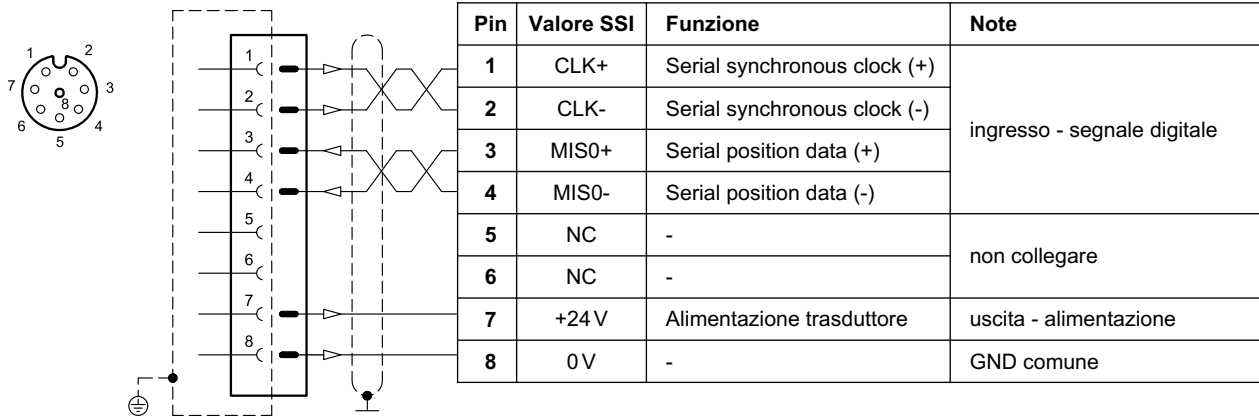 1 2
7 3
8
6 4
5
1
2
3
4
5
6
7
8
Pin Valore SSI Funzione Note
1 CLK+ Serial synchronous clock (+)
2 CLK- Serial synchronous clock (-)
ingresso - segnale digitale
3 MIS0+ Serial position data (+)
4 MIS0- Serial position data (-)
5 NC -
non collegare
6 NC -
7 +24 V Alimentazione trasduttore uscita - alimentazione
8 0 V - GND comune